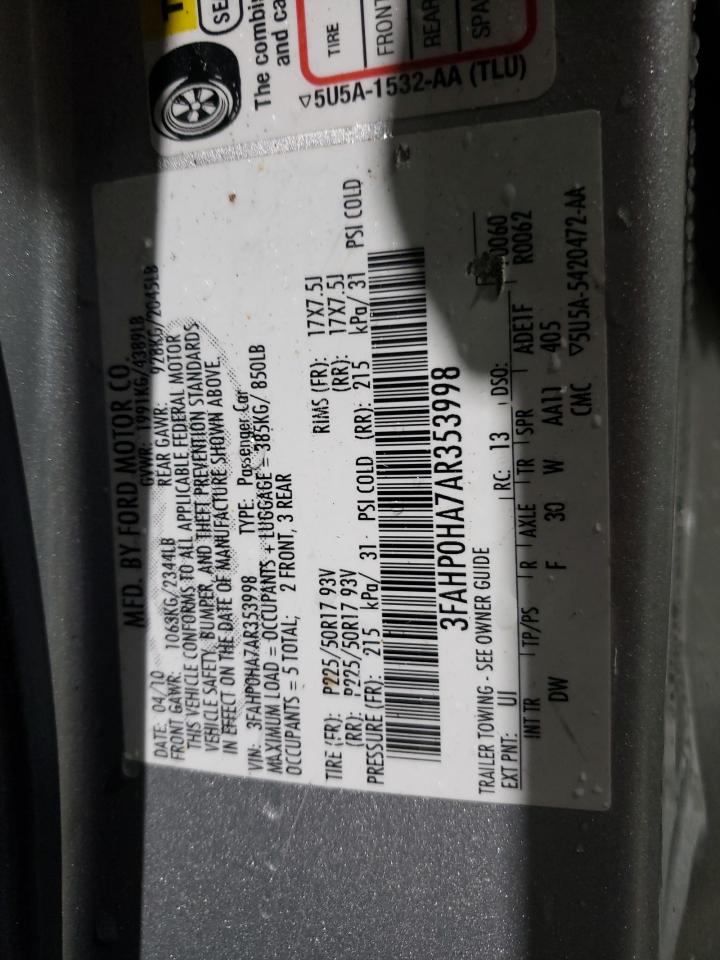 T
SE
The combi
and ca
TIRE
FRONT
REAR
SPA
▽5U5A-1532-AA (TLU)
MFD. BY FORD MOTOR CO.
DATE: 04/10 GVWR: 1991KG/4389LB
FRONT GAWR: 1063KG/2344LB REAR GAWR: 928KG/2045LB
THIS VEHICLE CONFORMS TO ALL APPLICABLE FEDERAL MOTOR
VEHICLE SAFETY, BUMPER, AND THEFT PREVENTION STANDARDS
IN EFFECT ON THE DATE OF MANUFACTURE SHOWN ABOVE.
VIN: 3FAHP0HA7AR353998 TYPE: Passenger Car
MAXIMUM LOAD = OCCUPANTS + LUGGAGE = 385KG/ 850LB
OCCUPANTS = 5 TOTAL; 2 FRONT, 3 REAR
TIRE (FR): P225/50R17 93V RIMS (FR): 17X7.5J
(RR): P225/50R17 93V (RR): 17X7.5J
PRESSURE (FR): 215 kPa/ 31 PSI COLD (RR): 215 kPa/ 31 PSI COLD
3FAHP0HA7AR353998
TRAILER TOWING - SEE OWNER GUIDE 0060
EXT PNT: UI RC: 13 DSO: R0062
INT TR TP/PS R AXLE TR SPR ADE1F
DW F 30 W AA11 405
CMC ▽5U5A-5420472-AA